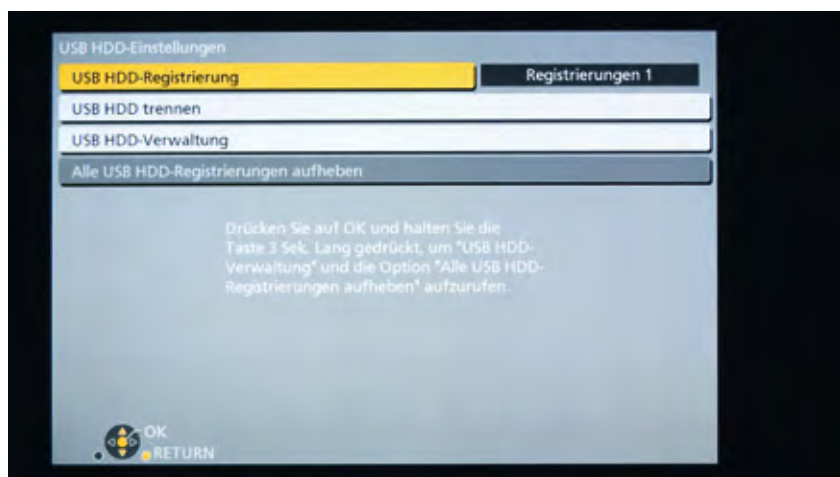 USB HDD-Einstellungen
USB HDD-Registrierung Registrierungen 1
USB HDD trennen
USB HDD-Verwaltung
Alle USB HDD-Registrierungen aufheben
Drücken Sie auf OK und halten Sie die
Taste 3 Sek. Lang gedrückt, um "USB HDD-
Verwaltung" und die Option "Alle USB HDD-
Registrierungen aufheben" aufzurufen.
OK
RETURN